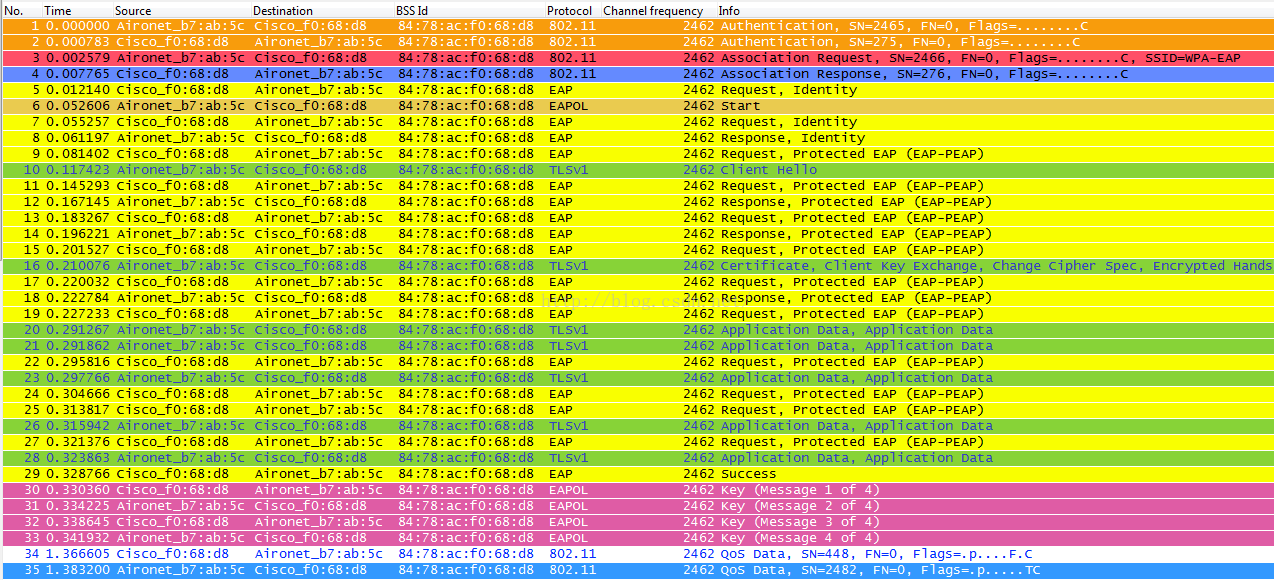 No. Time Source Destination BSS Id Protocol Channel frequency Info
1 0.000000 Aironet_b7:ab:5c Cisco_f0:68:d8 84:78:ac:f0:68:d8 802.11 2462 Authentication, SN=2465, FN=0, Flags=........C
2 0.000783 Cisco_f0:68:d8 Aironet_b7:ab:5c 84:78:ac:f0:68:d8 802.11 2462 Authentication, SN=275, FN=0, Flags=........C
3 0.002579 Aironet_b7:ab:5c Cisco_f0:68:d8 84:78:ac:f0:68:d8 802.11 2462 Association Request, SN=2466, FN=0, Flags=........C, SSID=WPA-EAP
4 0.007765 Cisco_f0:68:d8 Aironet_b7:ab:5c 84:78:ac:f0:68:d8 802.11 2462 Association Response, SN=276, FN=0, Flags=........C
5 0.012140 Cisco_f0:68:d8 Aironet_b7:ab:5c 84:78:ac:f0:68:d8 EAP 2462 Request, Identity
6 0.052606 Aironet_b7:ab:5c Cisco_f0:68:d8 84:78:ac:f0:68:d8 EAPOL 2462 Start
7 0.055257 Cisco_f0:68:d8 Aironet_b7:ab:5c 84:78:ac:f0:68:d8 EAP 2462 Request, Identity
8 0.061197 Aironet_b7:ab:5c Cisco_f0:68:d8 84:78:ac:f0:68:d8 EAP 2462 Response, Identity
9 0.081402 Cisco_f0:68:d8 Aironet_b7:ab:5c 84:78:ac:f0:68:d8 EAP 2462 Request, Protected EAP (EAP-PEAP)
10 0.117423 Aironet_b7:ab:5c Cisco_f0:68:d8 84:78:ac:f0:68:d8 TLSv1 2462 Client Hello
11 0.145293 Cisco_f0:68:d8 Aironet_b7:ab:5c 84:78:ac:f0:68:d8 EAP 2462 Request, Protected EAP (EAP-PEAP)
12 0.167145 Aironet_b7:ab:5c Cisco_f0:68:d8 84:78:ac:f0:68:d8 EAP 2462 Response, Protected EAP (EAP-PEAP)
13 0.183267 Cisco_f0:68:d8 Aironet_b7:ab:5c 84:78:ac:f0:68:d8 EAP 2462 Request, Protected EAP (EAP-PEAP)
14 0.196221 Aironet_b7:ab:5c Cisco_f0:68:d8 84:78:ac:f0:68:d8 EAP 2462 Response, Protected EAP (EAP-PEAP)
15 0.201527 Cisco_f0:68:d8 Aironet_b7:ab:5c 84:78:ac:f0:68:d8 EAP 2462 Request, Protected EAP (EAP-PEAP)
16 0.210076 Aironet_b7:ab:5c Cisco_f0:68:d8 84:78:ac:f0:68:d8 TLSv1 2462 Certificate, Client Key Exchange, Change Cipher Spec, Encrypted Hands
17 0.220032 Cisco_f0:68:d8 Aironet_b7:ab:5c 84:78:ac:f0:68:d8 EAP 2462 Request, Protected EAP (EAP-PEAP)
18 0.222784 Aironet_b7:ab:5c Cisco_f0:68:d8 84:78:ac:f0:68:d8 EAP 2462 Response, Protected EAP (EAP-PEAP)
19 0.227233 Cisco_f0:68:d8 Aironet_b7:ab:5c 84:78:ac:f0:68:d8 EAP 2462 Request, Protected EAP (EAP-PEAP)
20 0.291267 Aironet_b7:ab:5c Cisco_f0:68:d8 84:78:ac:f0:68:d8 TLSv1 2462 Application Data, Application Data
21 0.291862 Aironet_b7:ab:5c Cisco_f0:68:d8 84:78:ac:f0:68:d8 TLSv1 2462 Application Data, Application Data
22 0.295816 Cisco_f0:68:d8 Aironet_b7:ab:5c 84:78:ac:f0:68:d8 EAP 2462 Request, Protected EAP (EAP-PEAP)
23 0.297766 Aironet_b7:ab:5c Cisco_f0:68:d8 84:78:ac:f0:68:d8 TLSv1 2462 Application Data, Application Data
24 0.304666 Cisco_f0:68:d8 Aironet_b7:ab:5c 84:78:ac:f0:68:d8 EAP 2462 Request, Protected EAP (EAP-PEAP)
25 0.313817 Cisco_f0:68:d8 Aironet_b7:ab:5c 84:78:ac:f0:68:d8 EAP 2462 Request, Protected EAP (EAP-PEAP)
26 0.315942 Aironet_b7:ab:5c Cisco_f0:68:d8 84:78:ac:f0:68:d8 TLSv1 2462 Application Data, Application Data
27 0.321376 Cisco_f0:68:d8 Aironet_b7:ab:5c 84:78:ac:f0:68:d8 EAP 2462 Request, Protected EAP (EAP-PEAP)
28 0.323863 Aironet_b7:ab:5c Cisco_f0:68:d8 84:78:ac:f0:68:d8 TLSv1 2462 Application Data, Application Data
29 0.328766 Cisco_f0:68:d8 Aironet_b7:ab:5c 84:78:ac:f0:68:d8 EAP 2462 Success
30 0.330360 Cisco_f0:68:d8 Aironet_b7:ab:5c 84:78:ac:f0:68:d8 EAPOL 2462 Key (Message 1 of 4)
31 0.334225 Aironet_b7:ab:5c Cisco_f0:68:d8 84:78:ac:f0:68:d8 EAPOL 2462 Key (Message 2 of 4)
32 0.338645 Cisco_f0:68:d8 Aironet_b7:ab:5c 84:78:ac:f0:68:d8 EAPOL 2462 Key (Message 3 of 4)
33 0.341932 Aironet_b7:ab:5c Cisco_f0:68:d8 84:78:ac:f0:68:d8 EAPOL 2462 Key (Message 4 of 4)
34 1.366605 Cisco_f0:68:d8 Aironet_b7:ab:5c 84:78:ac:f0:68:d8 802.11 2462 QoS Data, SN=448, FN=0, Flags=.p....F.C
35 1.383200 Aironet_b7:ab:5c Cisco_f0:68:d8 84:78:ac:f0:68:d8 802.11 2462 QoS Data, SN=2482, FN=0, Flags=.p.....TC